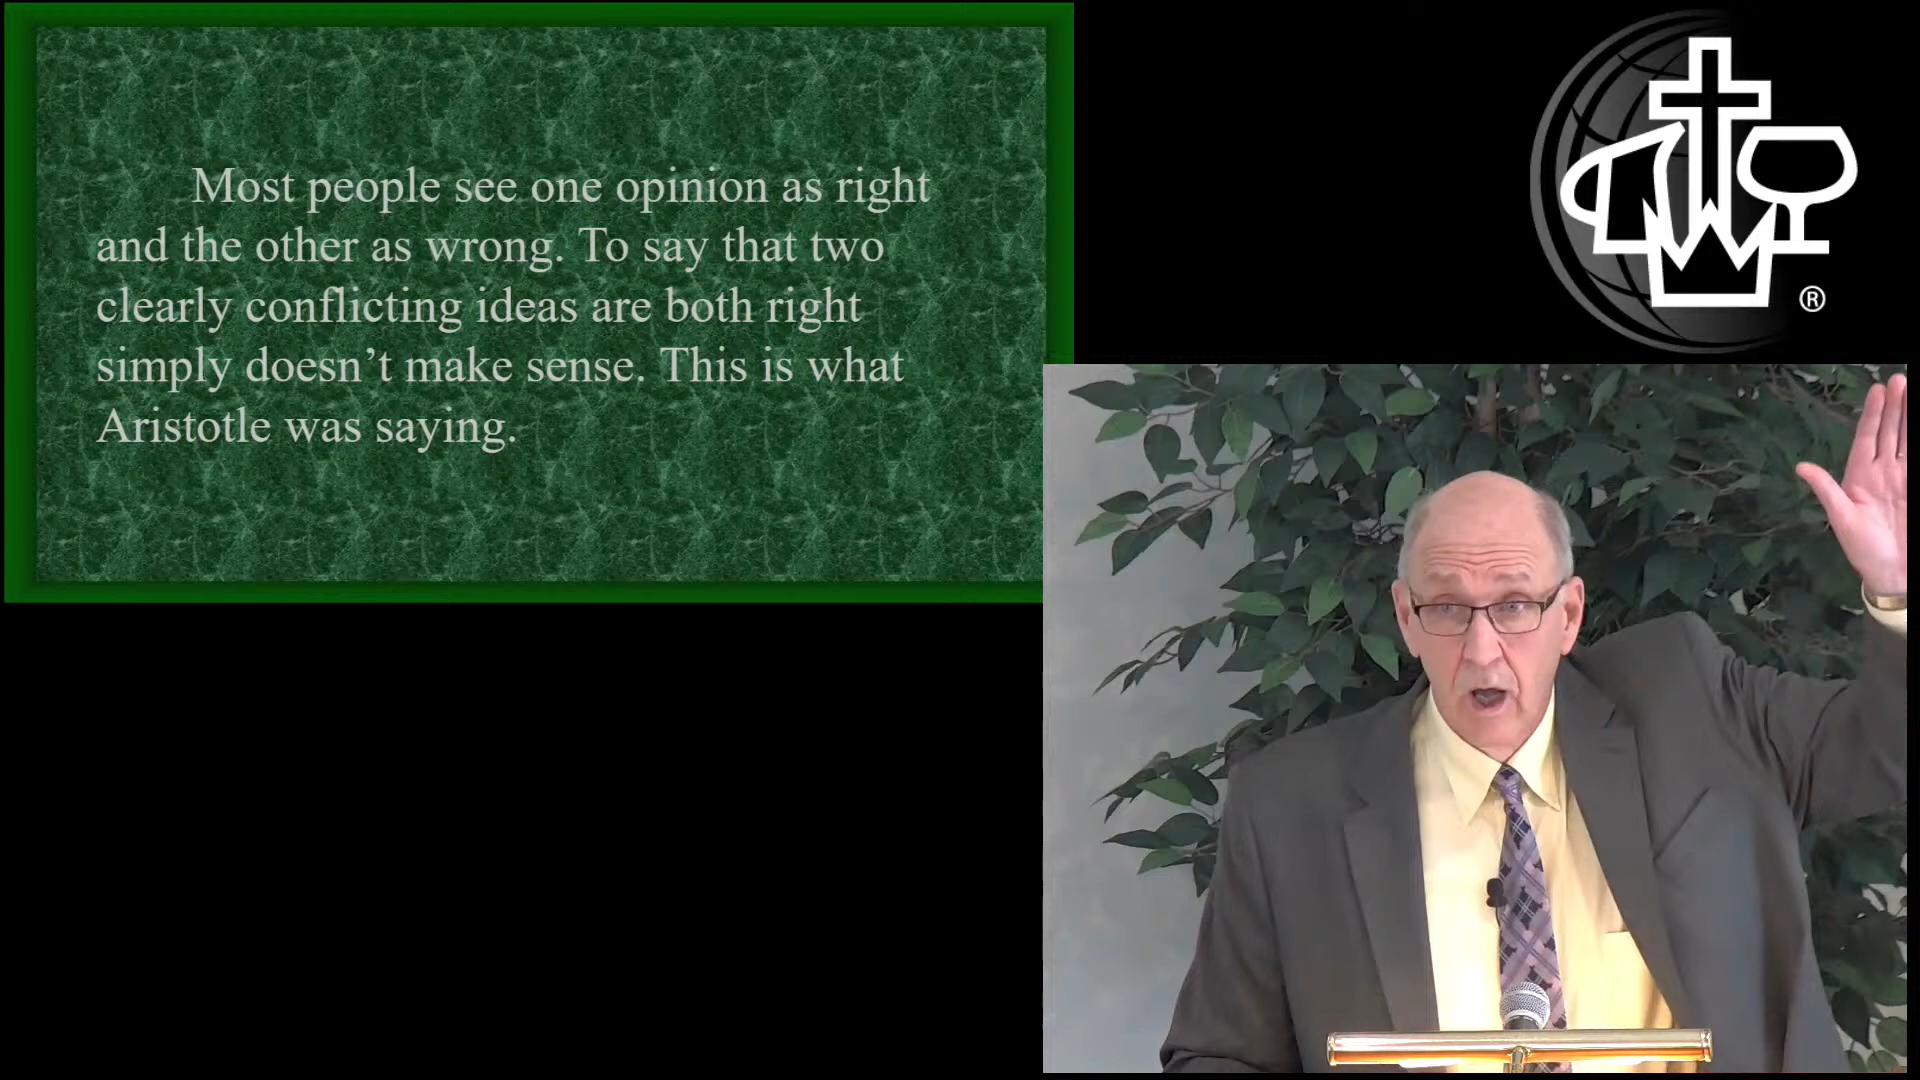 Most people see one opinion as right
and the other as wrong. To say that two
clearly conflicting ideas are both right
simply doesn’t make sense. This is what
Aristotle was saying.
®